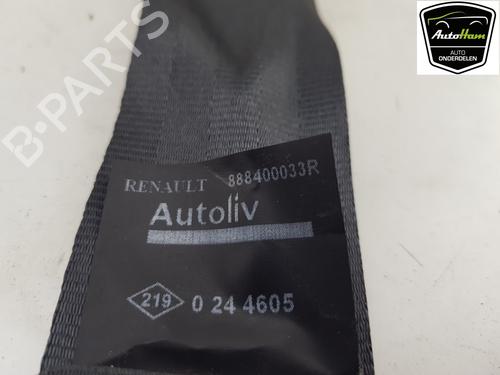 AutoHam
AUTO
ONDERDELEN
B-PARTS
RENAULT 888400033R
Autoliv
219 0 24 4605